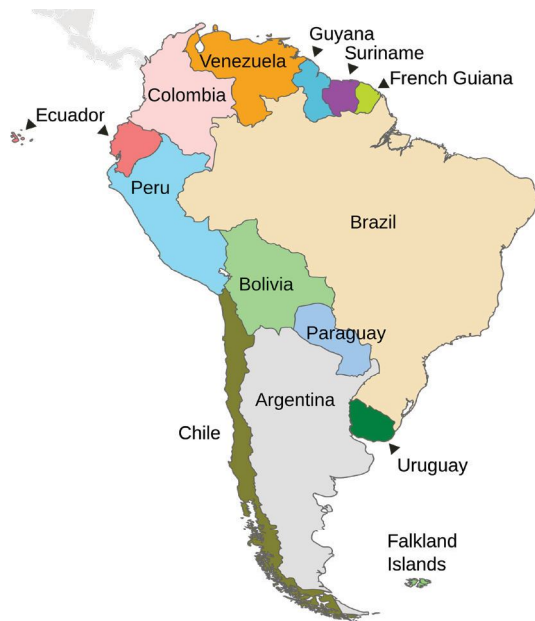 Guyana
Suriname
Venezuela
French Guiana
Colombia
Ecuador
Peru
Brazil
Bolivia
Paraguay
Argentina
Chile
Uruguay
Falkland
Islands